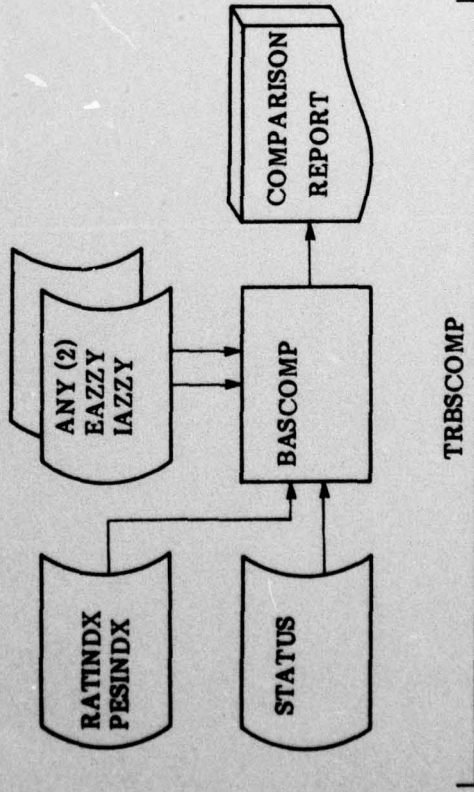 RATINDX
PESINDX
ANY (2)
EAZZY
IAZZY
STATUS
BASCOMP
COMPARISON
REPORT
TRBSCOMP